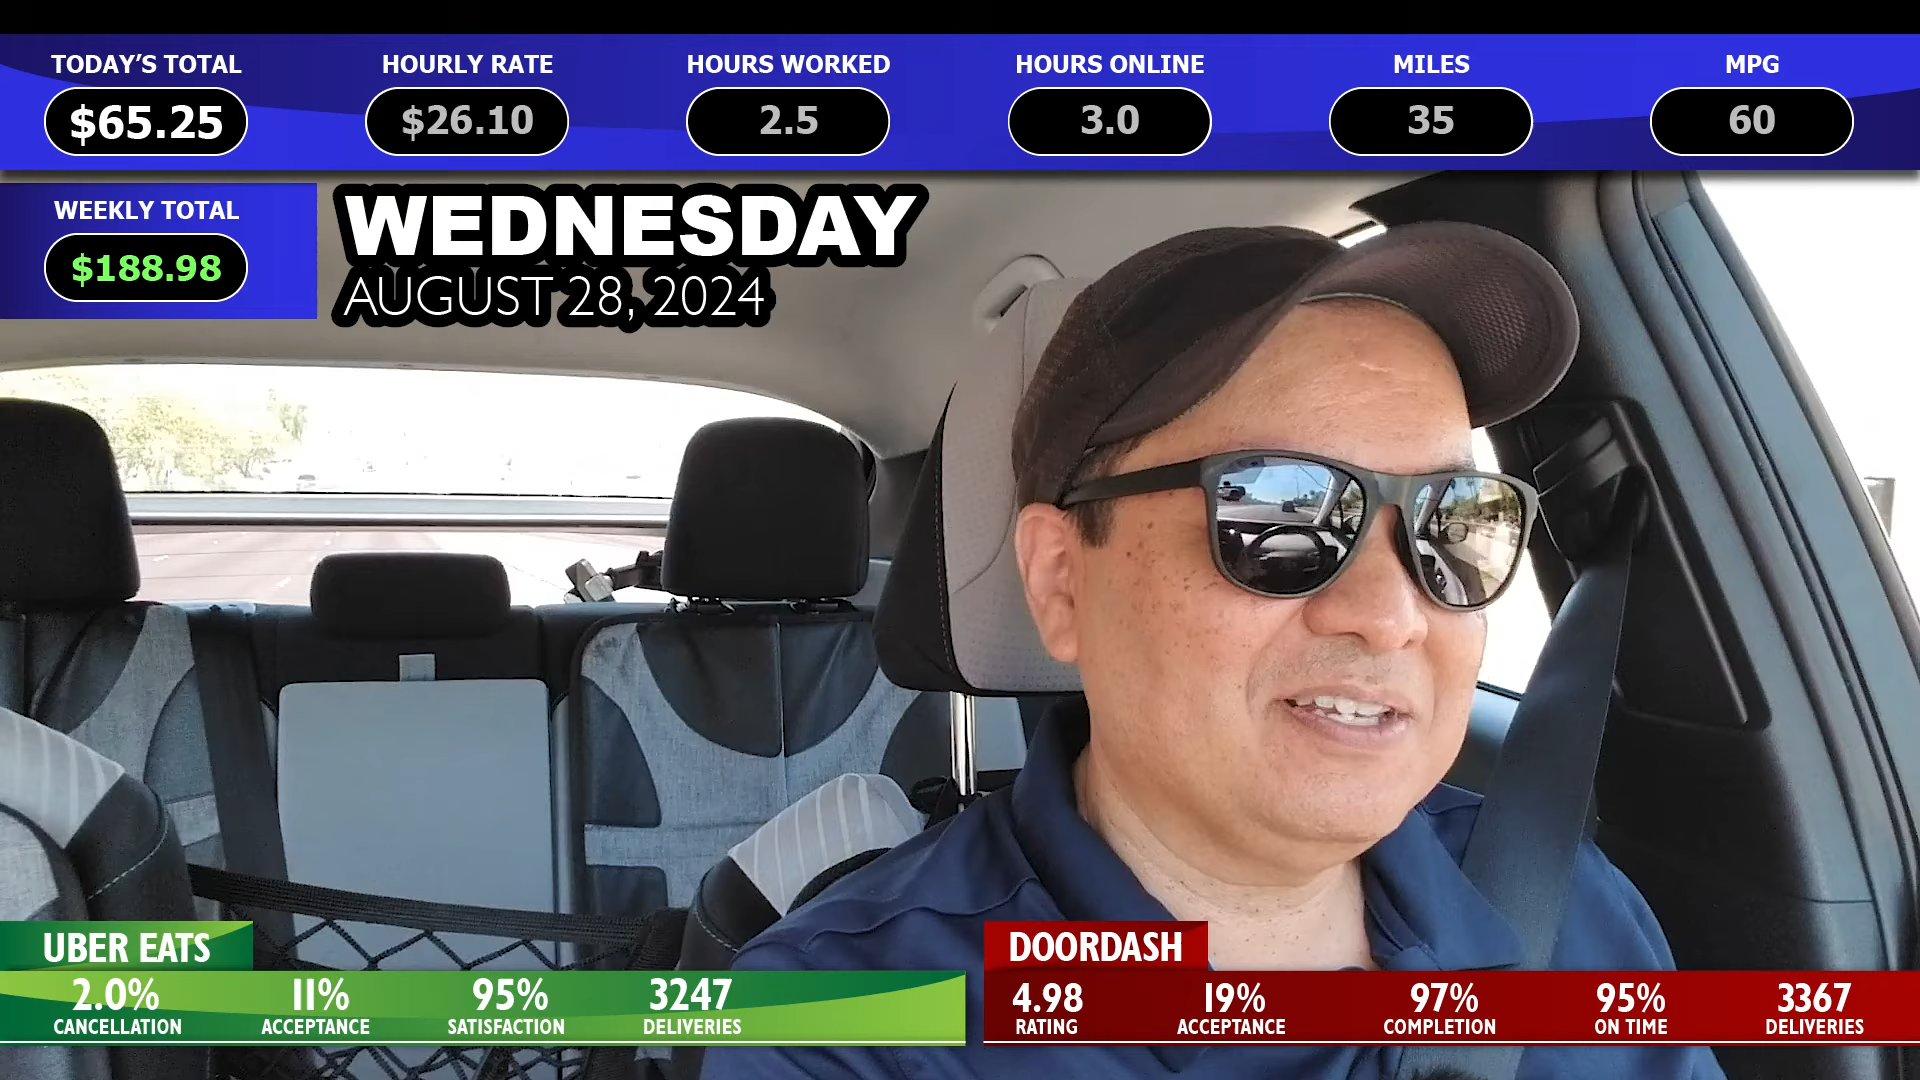 TODAY'S TOTAL HOURLY RATE HOURS WORKED HOURS ONLINE MILES MPG
$65.25 $26.10 2.5 3.0 35 60
WEEKLY TOTAL
$188.98
WEDNESDAY
AUGUST 28, 2024
UBER EATS
2.0% 11% 95% 3247
CANCELLATION ACCEPTANCE SATISFACTION DELIVERIES
DOORDASH
4.98 19% 97% 95% 3367
RATING ACCEPTANCE COMPLETION ON TIME DELIVERIES